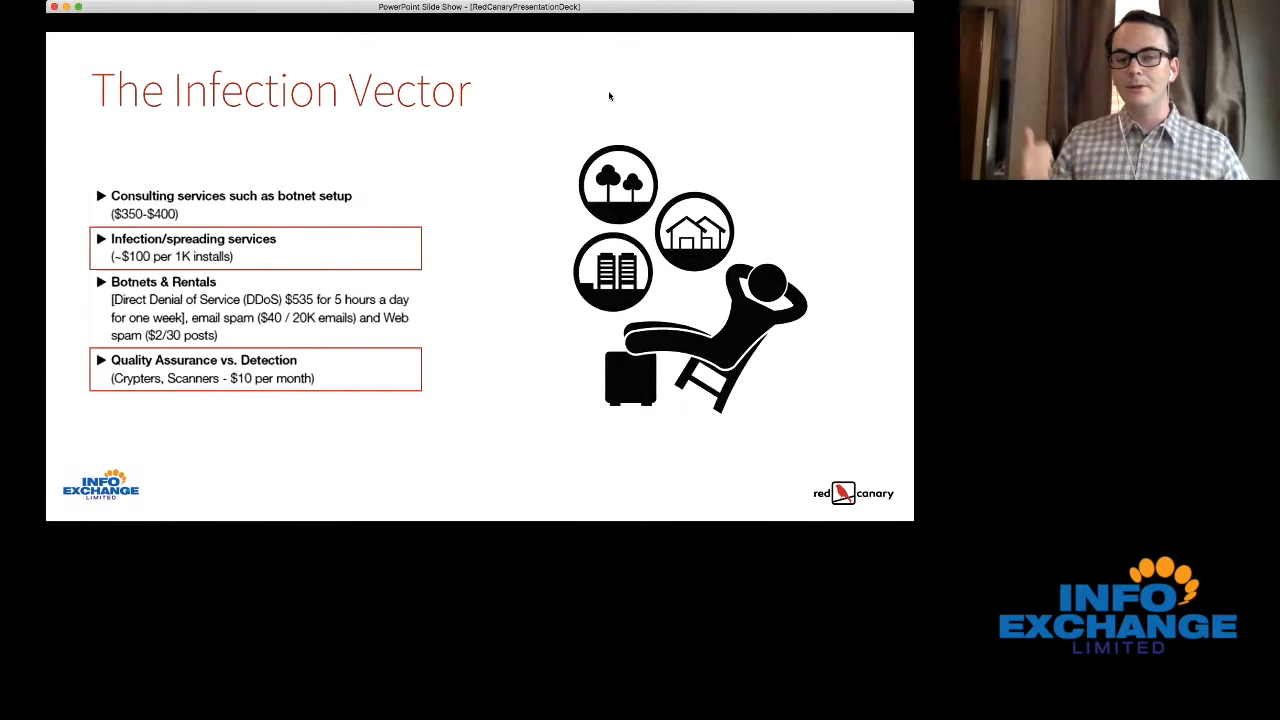 PowerPoint Slide Show - [RedCanaryPresentationDeck]
The Infection Vector
Consulting services such as botnet setup
($350-$400)
Infection/spreading services
(~$100 per 1K installs)
Botnets & Rentals
[Direct Denial of Service (DDoS) $535 for 5 hours a day
for one week], email spam ($40 / 20K emails) and Web
spam ($2/30 posts)
Quality Assurance vs. Detection
(Crypters, Scanners - $10 per month)
INFO
EXCHANGE
LIMITED
red canary
INFO
EXCHANGE
LIMITED